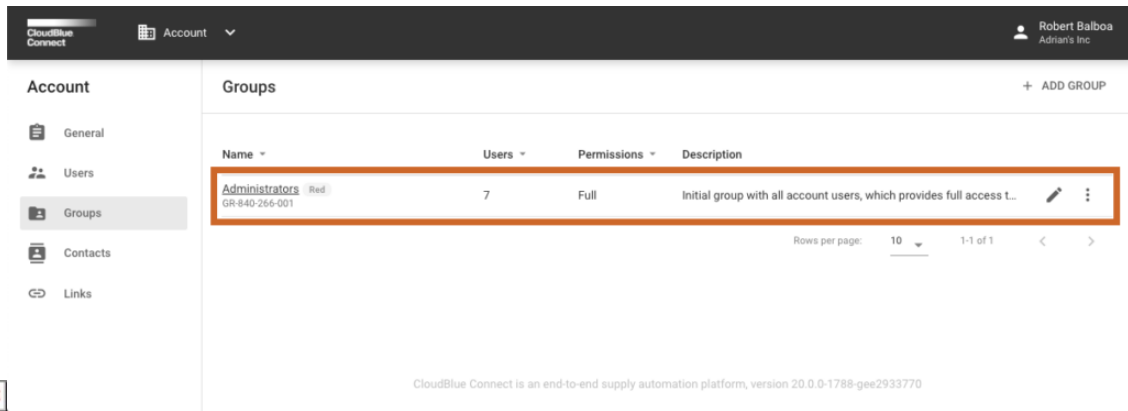 CloudBlue
Connect
Account
Robert Balboa
Adrian's Inc
Account
Groups
+ ADD GROUP
General
Users
Groups
Contacts
Links
Name Users Permissions Description
Administrators Red 7 Full Initial group with all account users, which provides full access t...
GR-840-266-001
Rows per page: 10 1-1 of 1
CloudBlue Connect is an end-to-end supply automation platform, version 20.0.0-1788-gee2933770